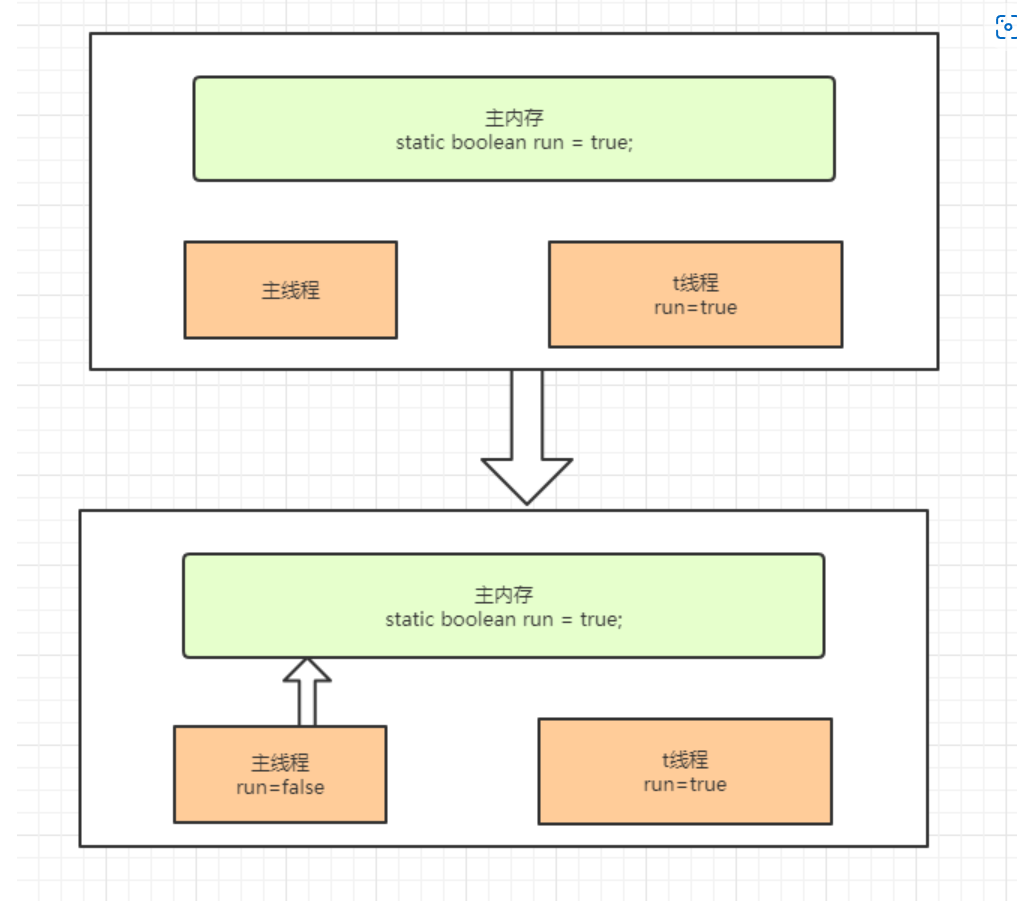 主内存
static boolean run = true;
主线程
t线程
run=true
主内存
static boolean run = true;
主线程
run=false
t线程
run=true